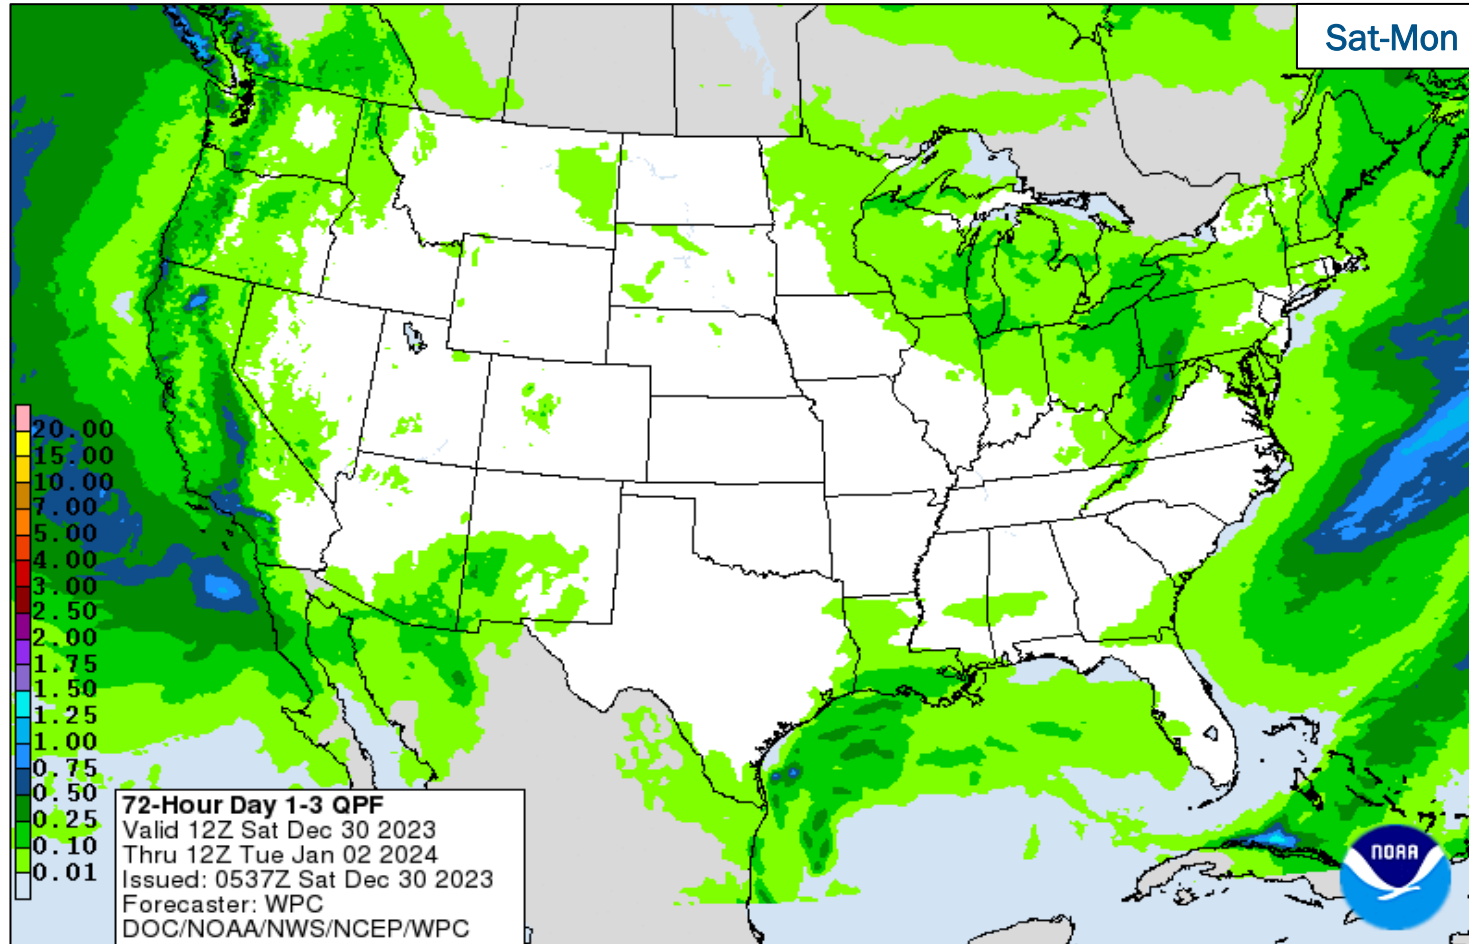 Sat-Mon
20.00
15.00
10.00
7.00
5.00
4.00
3.00
2.50
2.00
1.75
1.50
1.25
1.00
0.75
0.50
0.25
0.10
0.01
72-Hour Day 1-3 QPF
Valid 12Z Sat Dec 30 2023
Thru 12Z Tue Jan 02 2024
Issued: 0537Z Sat Dec 30 2023
Forecaster: WPC
DOC/NOAA/NWS/NCEP/WPC
NOAA